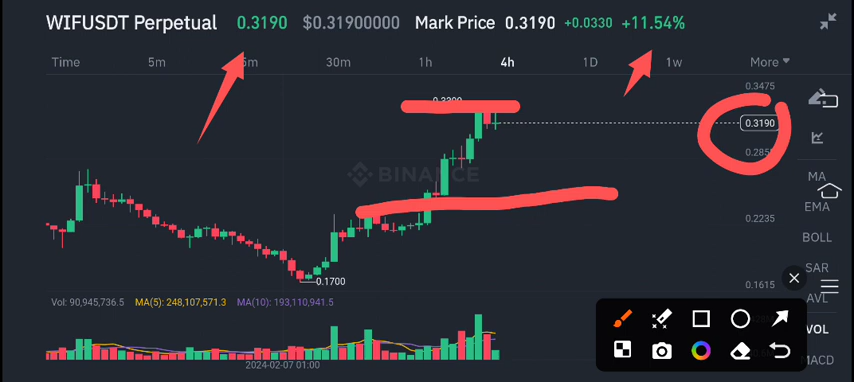 WIFUSDT Perpetual 0.3190 $0.31900000 Mark Price 0.3190 +0.0330 +11.54%
Time 5m 30m 1h 4h 1D 1w More
0.3475
0.3190
0.2235
0.1700
0.1615
BINANCE
MA
EMA
BOLL
SAR
AVL
VOL
MACD
Vol: 90,945,736.5 MA(5): 248,107,571.3 MA(10): 193,110,941.5
2024-02-07 01:00